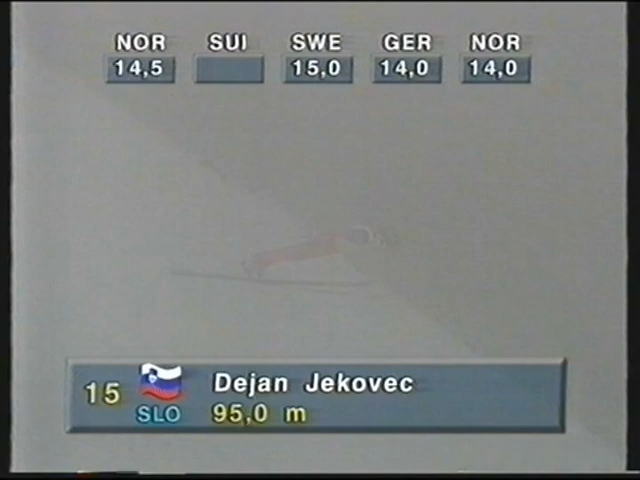 NOR SUI SWE GER NOR
14,5 15,0 14,0 14,0
15 Dejan Jekovec
SLO 95,0 m